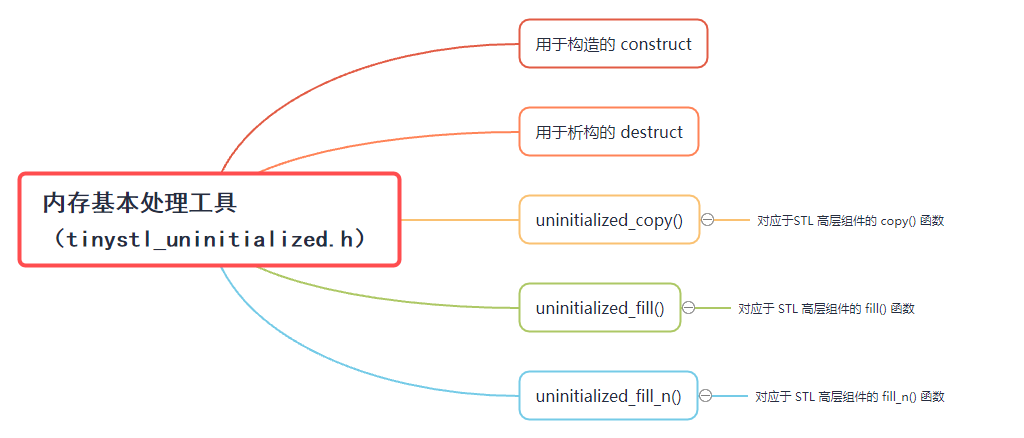 用于构造的 construct
用于析构的 destruct
内存基本处理工具
（tinystl_uninitialized.h）
uninitialized_copy()
对应于STL 高层组件的 copy() 函数
uninitialized_fill()
对应于 STL 高层组件的 fill() 函数
uninitialized_fill_n()
对应于 STL 高层组件的 fill_n() 函数